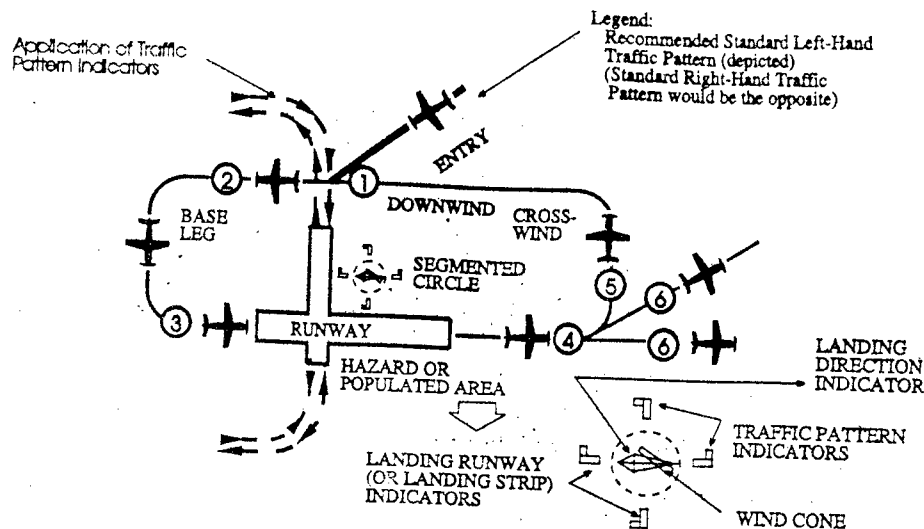 Application of Traffic
Pattern Indicators
Legend:
Recommended Standard Left-Hand
Traffic Pattern (depicted)
(Standard Right-Hand Traffic
Pattern would be the opposite)
ENTRY
2
1
BASE
LEG
DOWNWIND
CROSS-
WIND
SEGMENTED
CIRCLE
5
6
3
RUNWAY
4
6
HAZARD OR
POPULATED AREA
LANDING
DIRECTION
INDICATOR
TRAFFIC PATTERN
INDICATORS
LANDING RUNWAY
(OR LANDING STRIP)
INDICATORS
WIND CONE